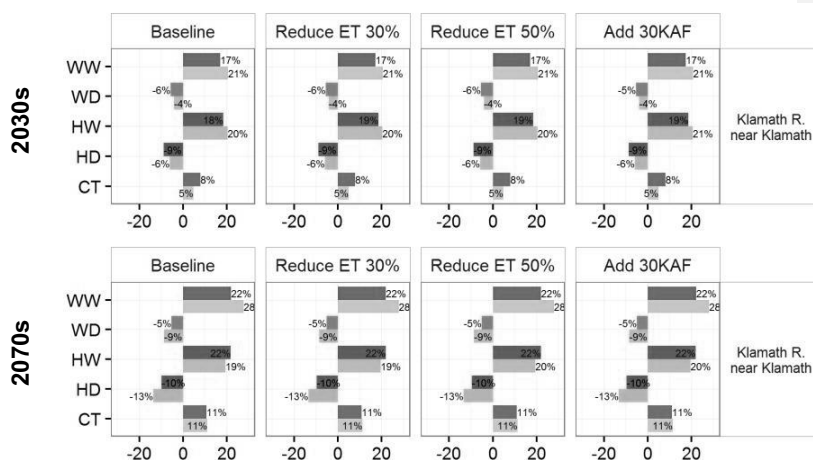 Baseline Reduce ET 30% Reduce ET 50% Add 30KAF
2030s
WW 17% 17% 17% 17%
21% 21% 21% 21%
WD -6% -6% -6% -5%
-4% -4% -4% -4%
HW 18% 19% 19% 19%
20% 20% 20% 21%
HD -9% -9% -9% -9%
-6% -6% -6% -6%
CT 8% 8% 8% 8%
5% 5% 5% 5%
Klamath R.
near Klamath
-20 0 20 -20 0 20 -20 0 20 -20 0 20
Baseline Reduce ET 30% Reduce ET 50% Add 30KAF
2070s
WW 22% 22% 22% 22%
28 28 28 28
WD -5% -5% -5% -5%
-9% -9% -9% -9%
HW 22% 22% 22% 22%
19% 19% 20% 20%
HD -10% -10% -10% -10%
-13% -13% -13% -13%
CT 11% 11% 11% 11%
11% 11% 11% 11%
Klamath R.
near Klamath
-20 0 20 -20 0 20 -20 0 20 -20 0 20